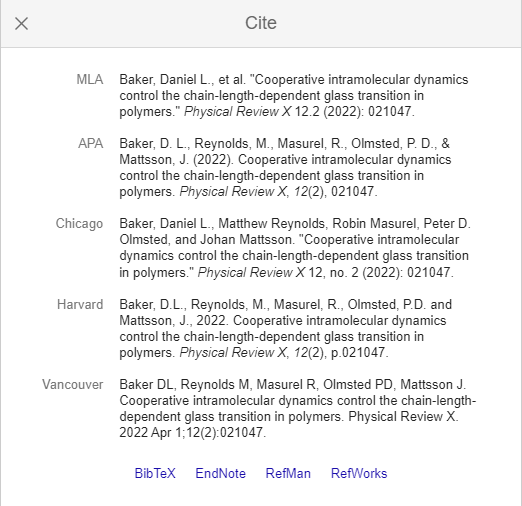 Cite
MLA Baker, Daniel L., et al. "Cooperative intramolecular dynamics
control the chain-length-dependent glass transition in
polymers." Physical Review X 12.2 (2022): 021047.
APA Baker, D. L., Reynolds, M., Masurel, R., Olmsted, P. D., &
Mattsson, J. (2022). Cooperative intramolecular dynamics
control the chain-length-dependent glass transition in
polymers. Physical Review X, 12(2), 021047.
Chicago Baker, Daniel L., Matthew Reynolds, Robin Masurel, Peter D.
Olmsted, and Johan Mattsson. "Cooperative intramolecular
dynamics control the chain-length-dependent glass transition
in polymers." Physical Review X 12, no. 2 (2022): 021047.
Harvard Baker, D.L., Reynolds, M., Masurel, R., Olmsted, P.D. and
Mattsson, J., 2022. Cooperative intramolecular dynamics
control the chain-length-dependent glass transition in
polymers. Physical Review X, 12(2), p.021047.
Vancouver Baker DL, Reynolds M, Masurel R, Olmsted PD, Mattsson J.
Cooperative intramolecular dynamics control the chain-length-
dependent glass transition in polymers. Physical Review X.
2022 Apr 1;12(2):021047.
BibTeX EndNote RefMan RefWorks